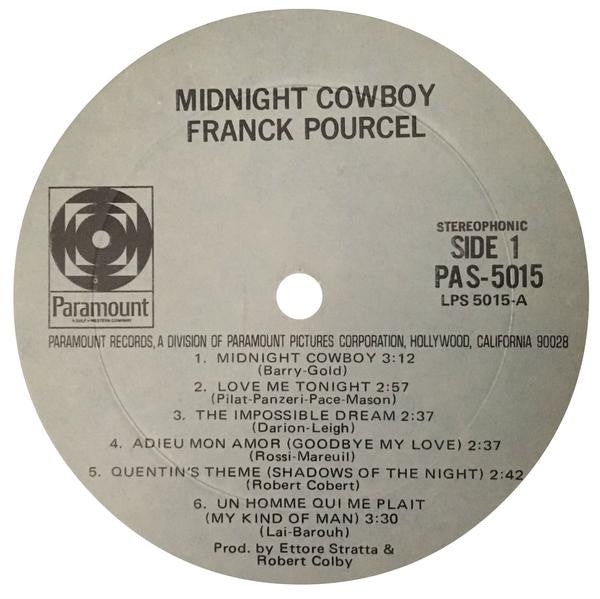 MIDNIGHT COWBOY
FRANCK POURCEL
Paramount
A GULF + WESTERN COMPANY
STEREOPHONIC
SIDE 1
PAS-5015
LPS 5015-A
PARAMOUNT RECORDS, A DIVISION OF PARAMOUNT PICTURES CORPORATION, HOLLYWOOD, CALIFORNIA 90028
1. MIDNIGHT COWBOY 3:12
(Barry-Gold)
2. LOVE ME TONIGHT 2:57
(Pilat-Panzeri-Pace-Mason)
3. THE IMPOSSIBLE DREAM 2:37
(Darion-Leigh)
4. ADIEU MON AMOR (GOODBYE MY LOVE) 2:37
(Rossi-Mareuil)
5. QUENTIN'S THEME (SHADOWS OF THE NIGHT) 2:42
(Robert Cobert)
6. UN HOMME QUI ME PLAIT
(MY KIND OF MAN) 3:30
(Lai-Barouh)
Prod. by Ettore Stratta &
Robert Colby